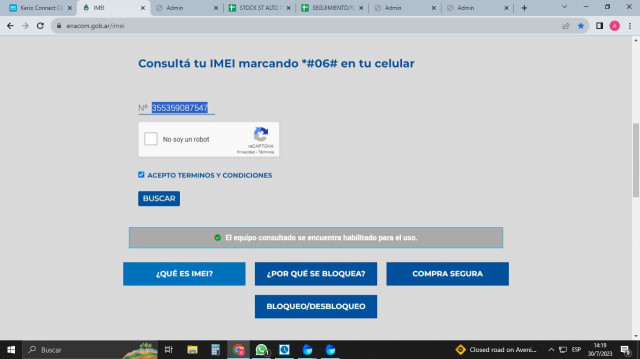 Kerio Connect Cl
IMEI
Admin
STOCK ST ALTO
SEGUIMIENTO/
Admin
Admin
enacom.gob.ar/imei
A
Consultá tu IMEI marcando *#06# en tu celular
Nº 355359087547
No soy un robot
reCAPTCHA
Privacidad - Términos
ACEPTO TERMINOS Y CONDICIONES
BUSCAR
El equipo consultado se encuentra habilitado para el uso.
¿QUÉ ES IMEI?
¿POR QUÉ SE BLOQUEA?
COMPRA SEGURA
BLOQUEO/DESBLOQUEO
Buscar
Closed road on Aveni...
ESP
14:19
30/7/2023